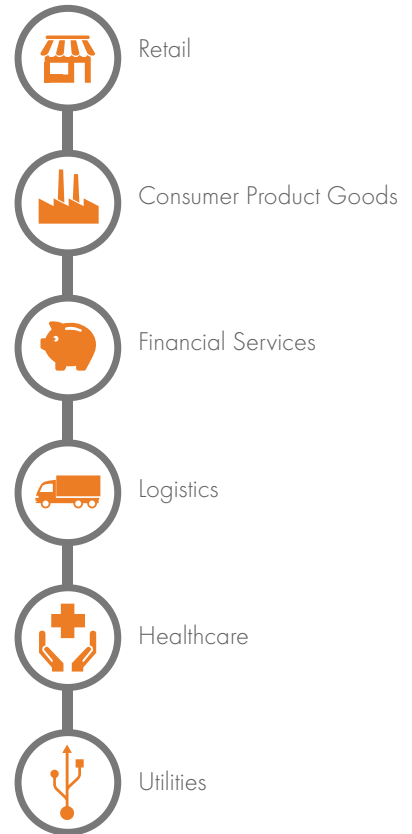 Retail
Consumer Product Goods
Financial Services
Logistics
Healthcare
Utilities